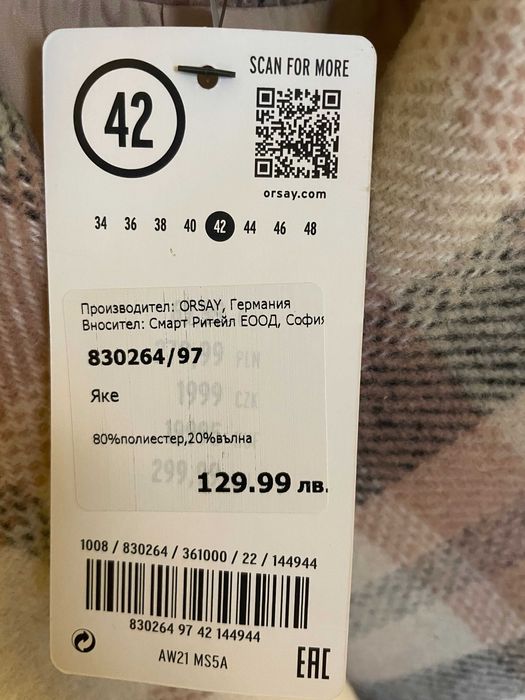 SCAN FOR MORE
42
orsay.com
34 36 38 40 42 44 46 48
Производител: ORSAY, Германия
Вносител: Смарт Ритейл ЕООД, София
830264/97
PLN
Яке
1999 CZK
80%полиестер,20%вълна
129.99 лв.
1008 / 830264 / 361000 / 22 / 144944
830264 97 42 144944
AW21 MS5A
EAC